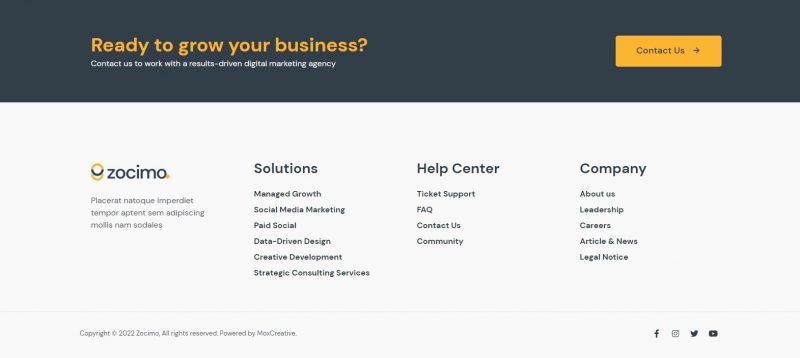 Ready to grow your business?
Contact us to work with a results-driven digital marketing agency
Contact Us
zocimo.
Placerat natoque imperdiet
tempor aptent sem adipiscing
mollis nam sodales
Solutions
Managed Growth
Social Media Marketing
Paid Social
Data-Driven Design
Creative Development
Strategic Consulting Services
Help Center
Ticket Support
FAQ
Contact Us
Community
Company
About us
Leadership
Careers
Article & News
Legal Notice
Copyright © 2022 Zocimo, All rights reserved. Powered by MoxCreative.